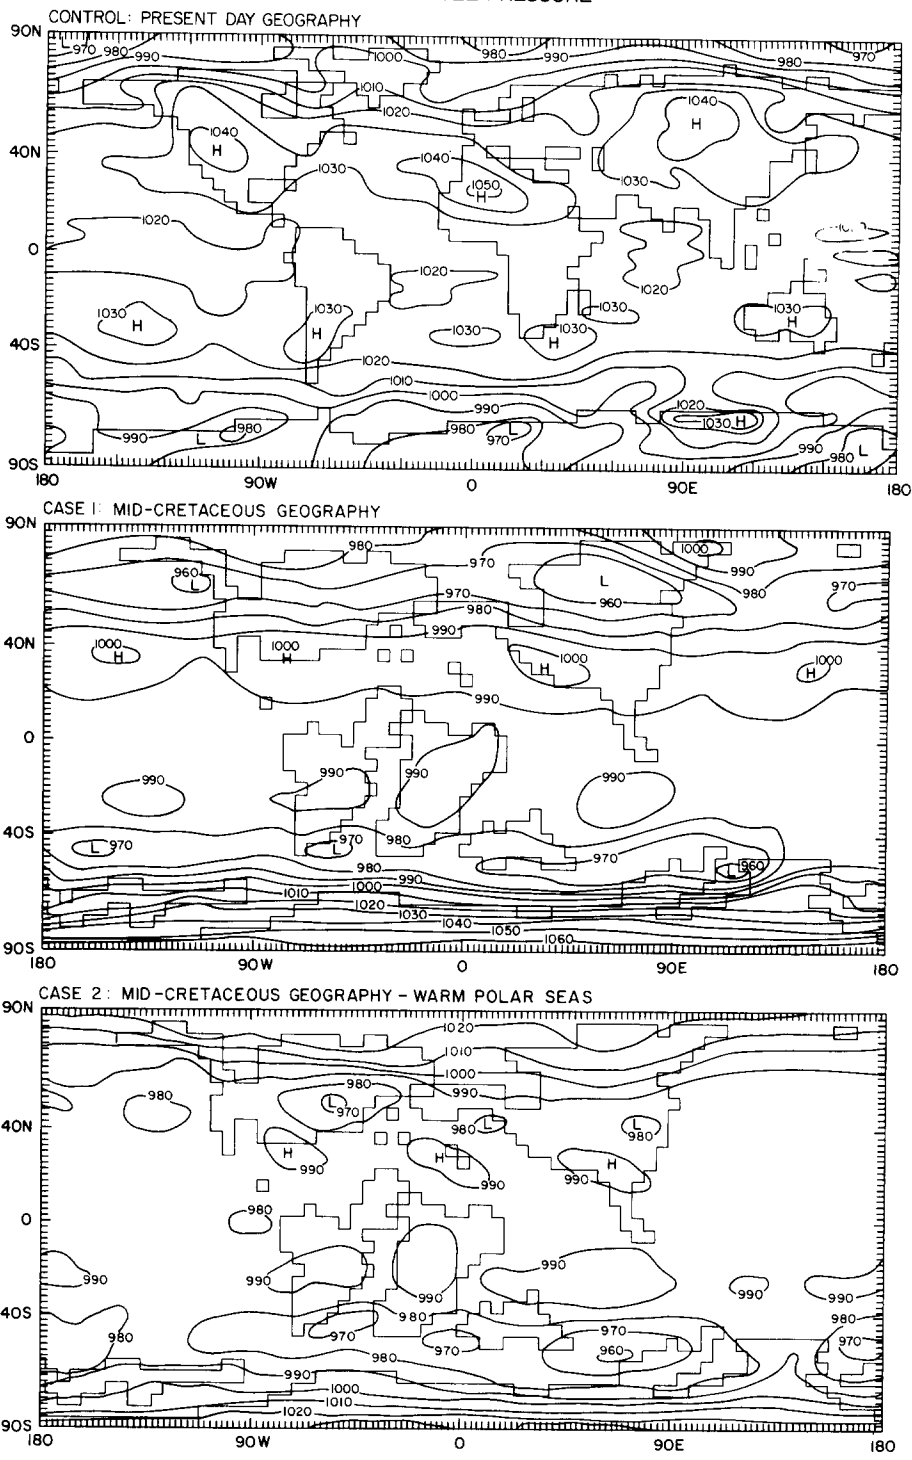 CONTROL: PRESENT DAY GEOGRAPHY
90N
L 970 980 990 1000 980 990 980 970
1010
1020
1040 H 1040 H
40N
1030 1040 1050 H 1030
1020
0
1020 1020
1030 H 1030 H 1030 1030 H 1030 1030 H
40S
1020
1010
1000
990 1020
990 L 980 980 970 L 1030 H 990 980 L
90S
180 90W 0 90E 180
CASE 1: MID-CRETACEOUS GEOGRAPHY
90N
980 970 1000 990
960 L 970 L 960 980 970
980
990
40N
1000 H 1000 H 1000 H 1000 H
990
0
990 990 990 990
40S
970 L 970 L 980 970 L 960
980
990
1000
1010
1020
1030
1040
1050
1060
90S
180 90W 0 90E 180
CASE 2: MID-CRETACEOUS GEOGRAPHY - WARM POLAR SEAS
90N
1020
1010
1000
980 980 990
L 970
40N
980 L L 980
H 990 H 990 990 H
980
0
990 990 990 990 990 990
40S
980 970 980 970 970 980 970
960
980
990
1000
1010
1020
90S
180 90W 0 90E 180